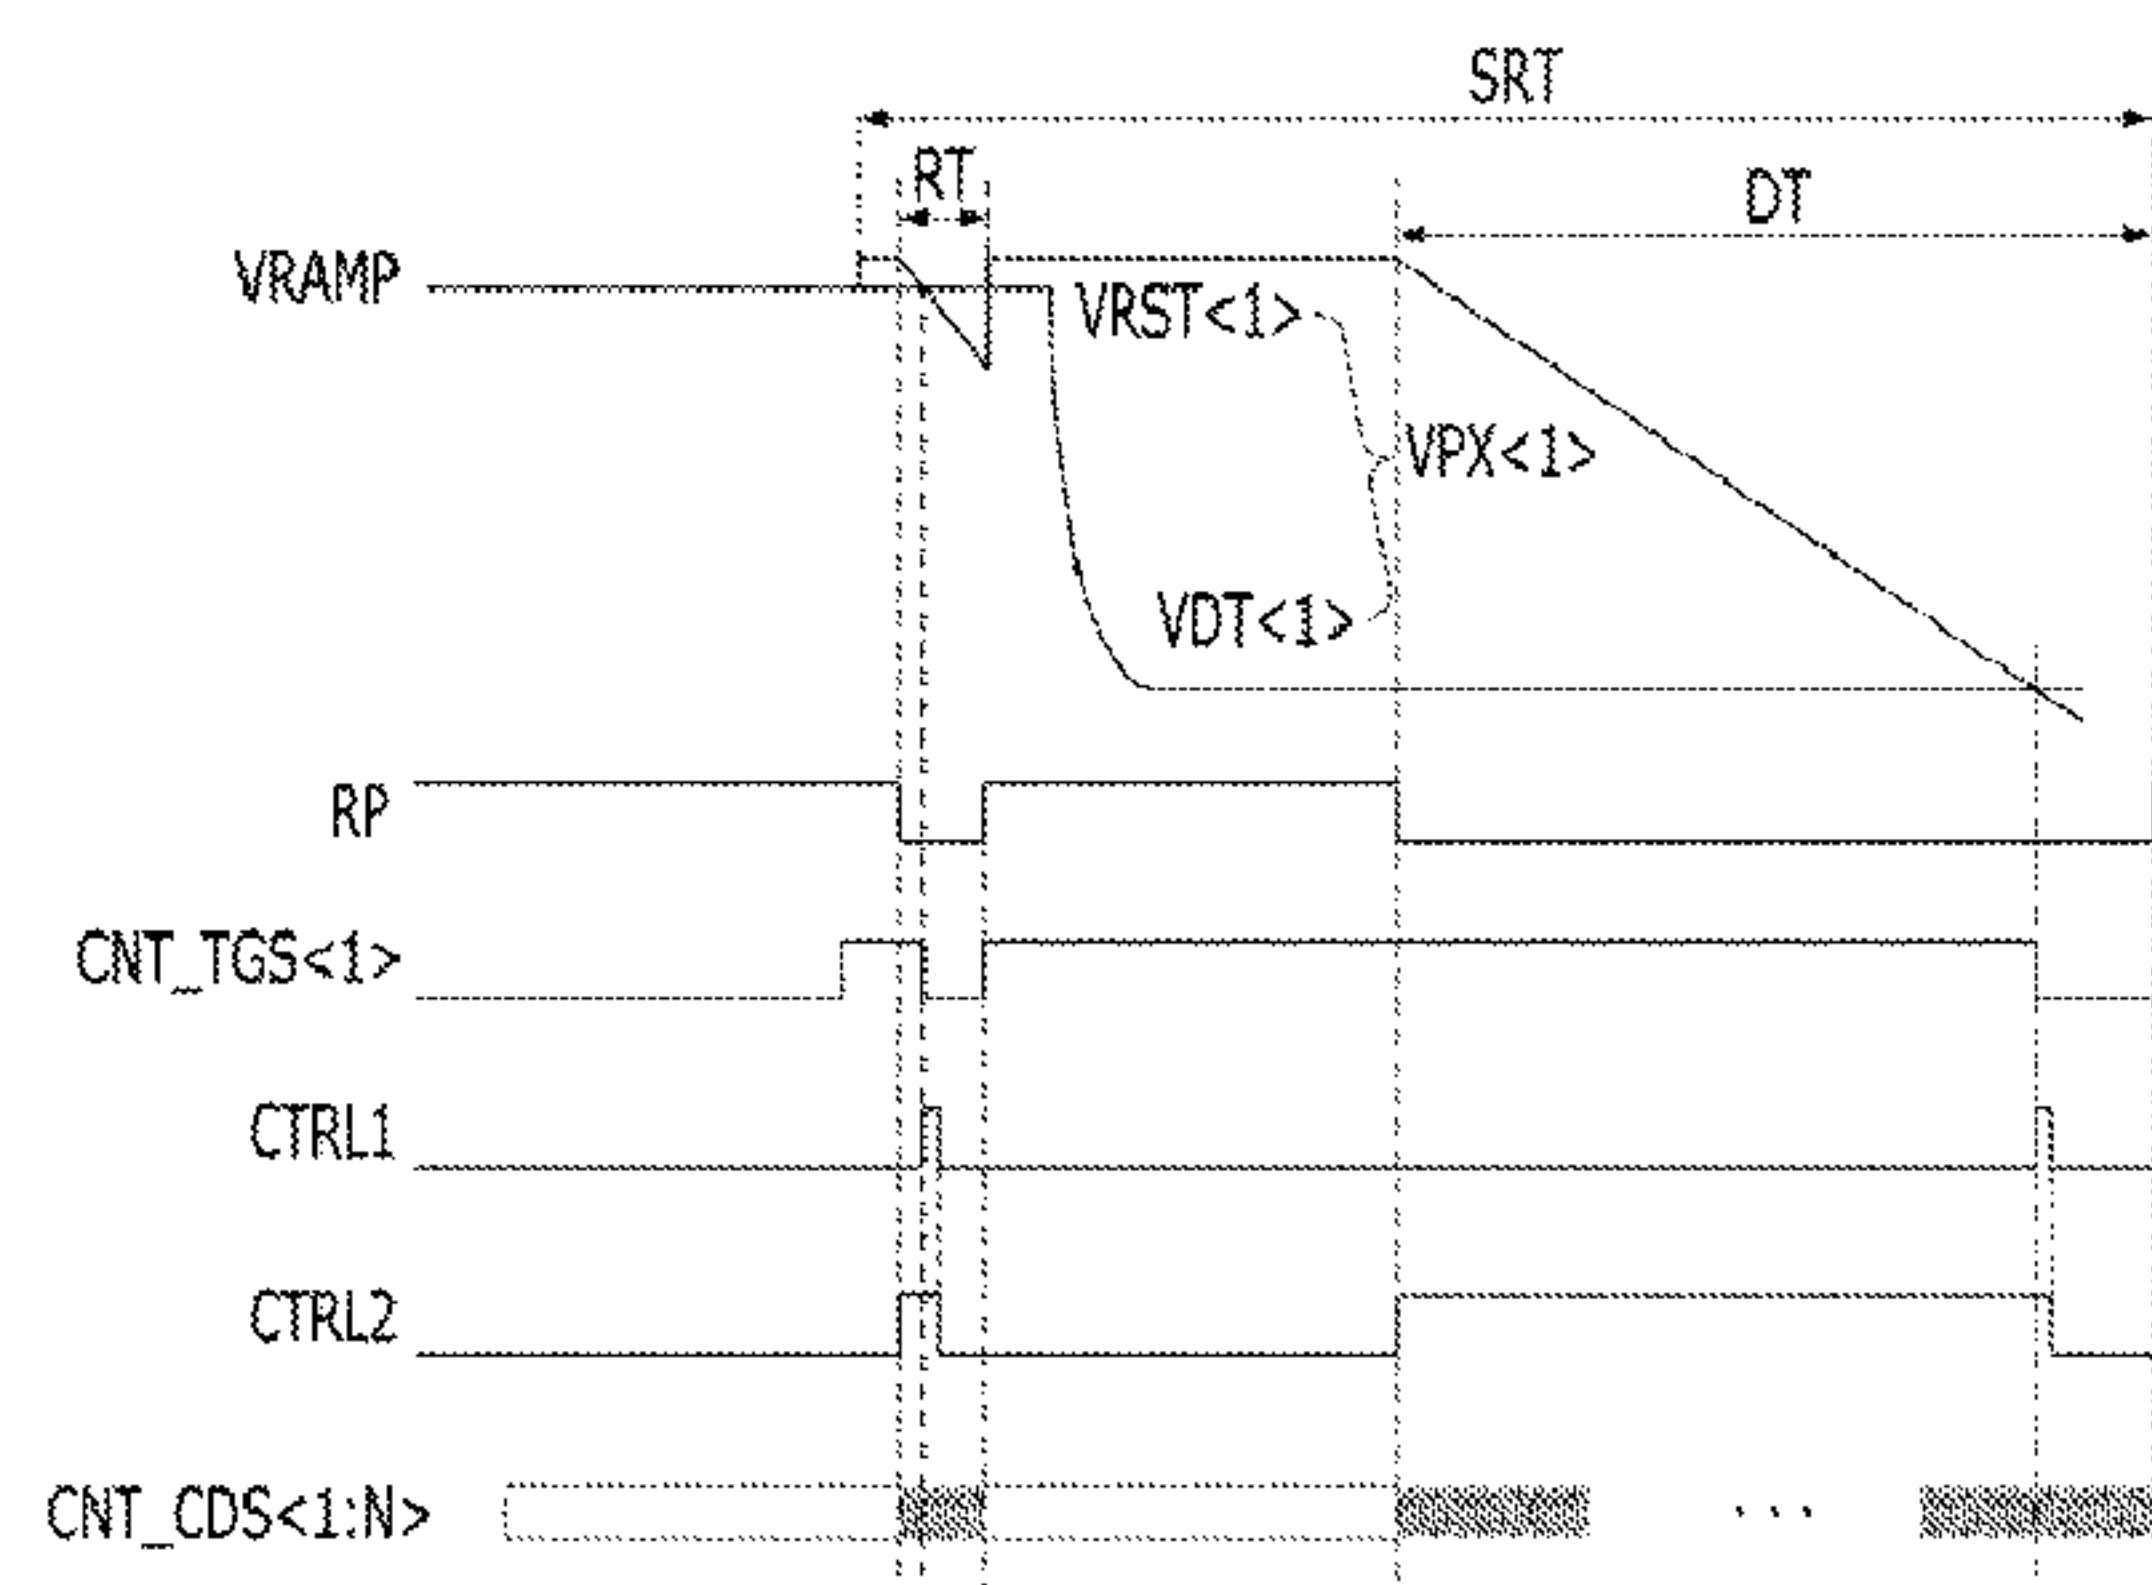 SRT
RT
DT
VRAMP
VRST<1>
VPX<1>
VDT<1>
RP
CNT_TGS<1>
CTRL1
CTRL2
CNT_CDS<1:N>
...